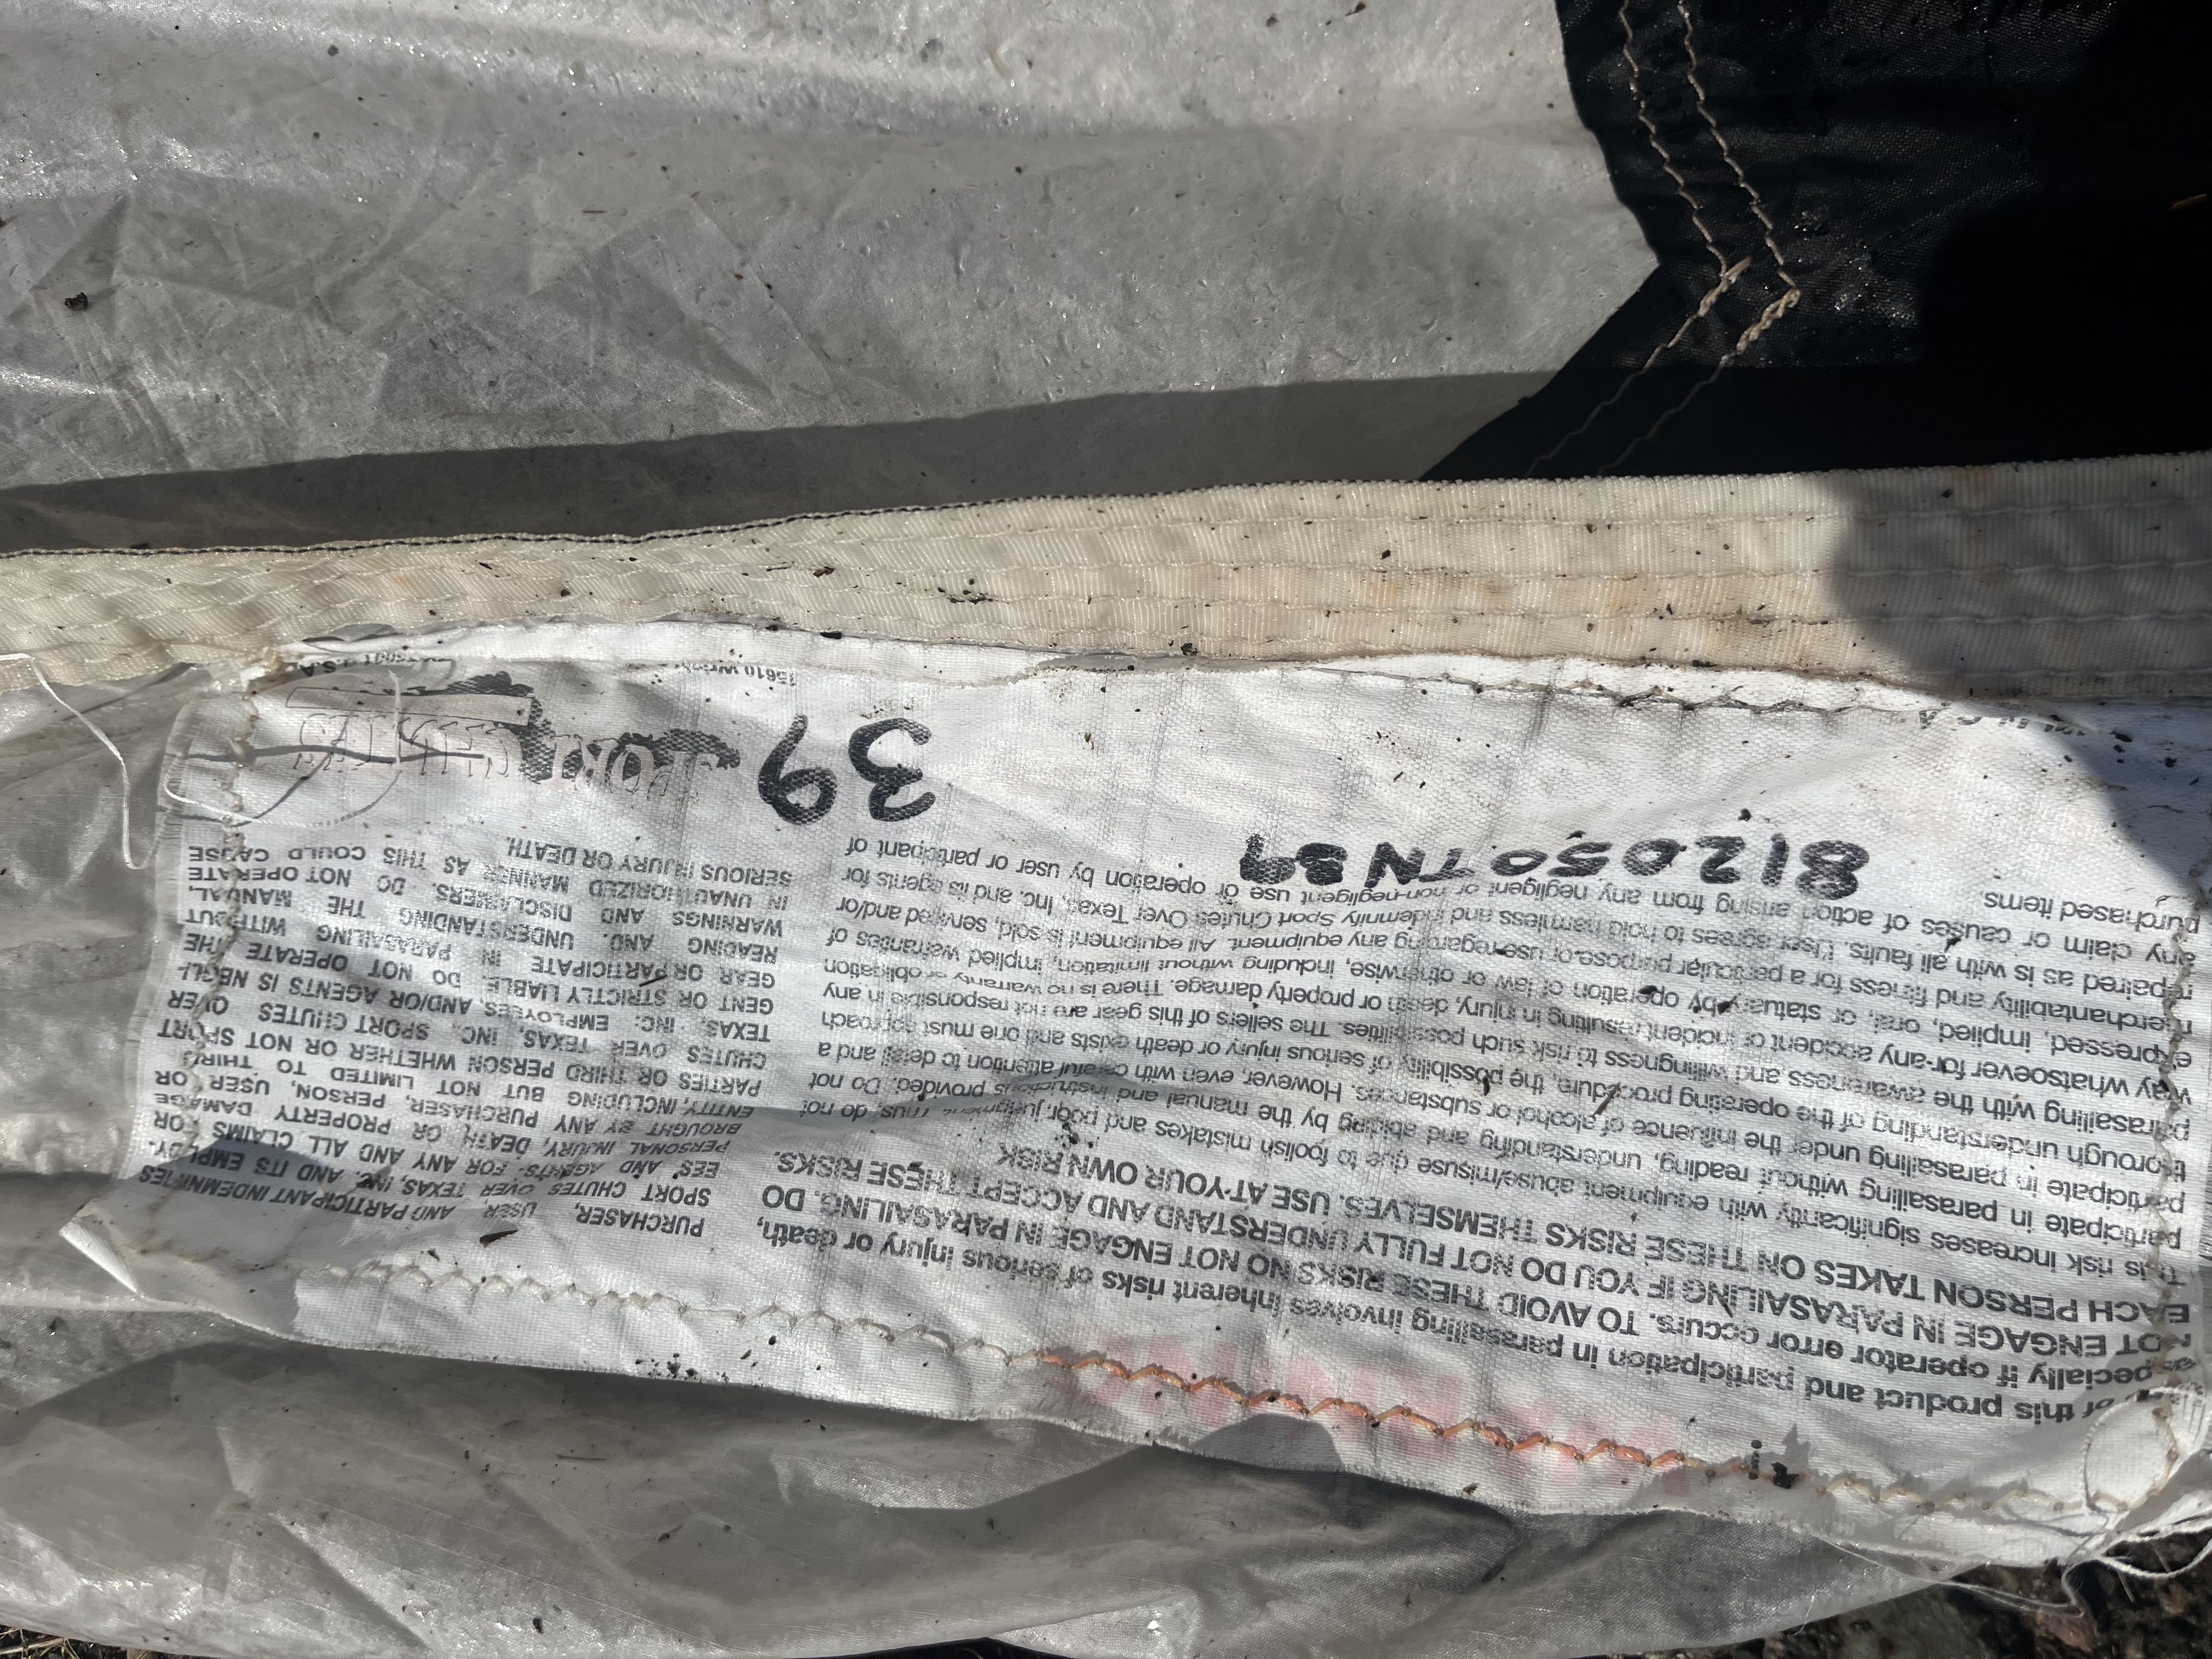 of this product and participation in parasailing involves inherent risks of serious injury or death,
especially if operator error occurs. TO AVOID THESE RISKS NO NOT ENGAGE IN PARASAILING. DO
NOT ENGAGE IN PARASAILING IF YOU DO NOT FULLY UNDERSTAND AND ACCEPT THESE RISKS.
EACH PERSON TAKES ON THESE RISKS THEMSELVES. USE AT YOUR OWN RISK
This risk increases significantly with equipment abuse/misuse due to foolish mistakes and poor judgment. Thus, do not
participate in parasailing without reading, understanding and abiding by the manual and instructions provided. Do not
participate in parasailing under the influence of alcohol or substances. However, even with careful attention to detail and a
thorough understanding of the operating procedure, the possibility of serious injury or death exists and one must approach
parasailing with the awareness and willingness to risk such possibilities. The sellers of this gear are not responsible in any
way whatsoever for any accident or incident resulting in injury, death or property damage. There is no warranty or obligation
expressed, implied, oral, or statuary by operation of law or otherwise, including without limitation, implied warranties of
merchantability and fitness for a particular purpose or use regarding any equipment. All equipment is sold, serviced and/or
repaired as is with all faults. User agrees to hold harmless and indemnify Sport Chutes Over Texas, Inc. and its agents for
any claim or causes of action arising from any negligent or non-negligent use or operation by user or participant of
purchased items.
812050TN39
PURCHASER, USER, AND PARTICIPANT INDEMNIFIES
SPORT CHUTES OVER TEXAS, INC. AND ITS EMPLOY-
EES AND AGENTS FOR ANY AND ALL CLAIMS FOR
PERSONAL INJURY, DEATH OR PROPERTY DAMAGE
BROUGHT BY ANY PURCHASER, PERSON, USER OR
ENTITY, INCLUDING BUT NOT LIMITED TO THIRD
PARTIES OR THIRD PERSON WHETHER OR NOT SPORT
CHUTES OVER TEXAS, INC. SPORT CHUTES OVER
TEXAS, INC. EMPLOYEES, AND/OR AGENTS IS NEGLI-
GENT OR STRICTLY LIABLE. DO NOT OPERATE THE
GEAR OR PARTICIPATE IN PARASAILING WITHOUT
READING AND UNDERSTANDING THE MANUAL,
WARNINGS AND DISCLAIMERS. DO NOT OPERATE
IN UNAUTHORIZED MANNER AS THIS COULD CAUSE
SERIOUS INJURY OR DEATH.
39
SPORT CHUTES
15610
U.S.A.